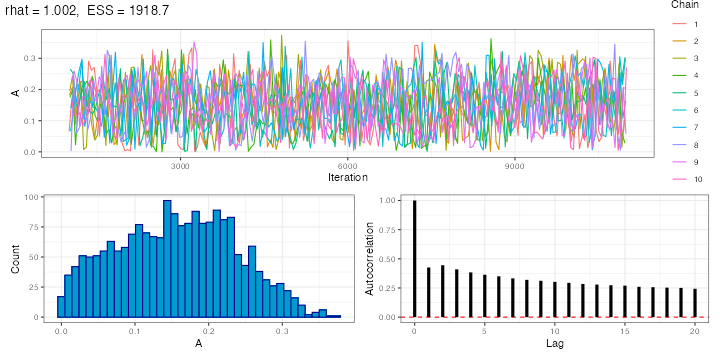 rhat = 1.002,  ESS = 1918.7
Chain
1
2
3
4
5
6
7
8
9
10
A
0.3
0.2
0.1
0.0
3000 6000 9000
Iteration
Count
100
75
50
25
0
0.0 0.1 0.2 0.3
A
Autocorrelation
1.00
0.75
0.50
0.25
0.00
0 5 10 15 20
Lag